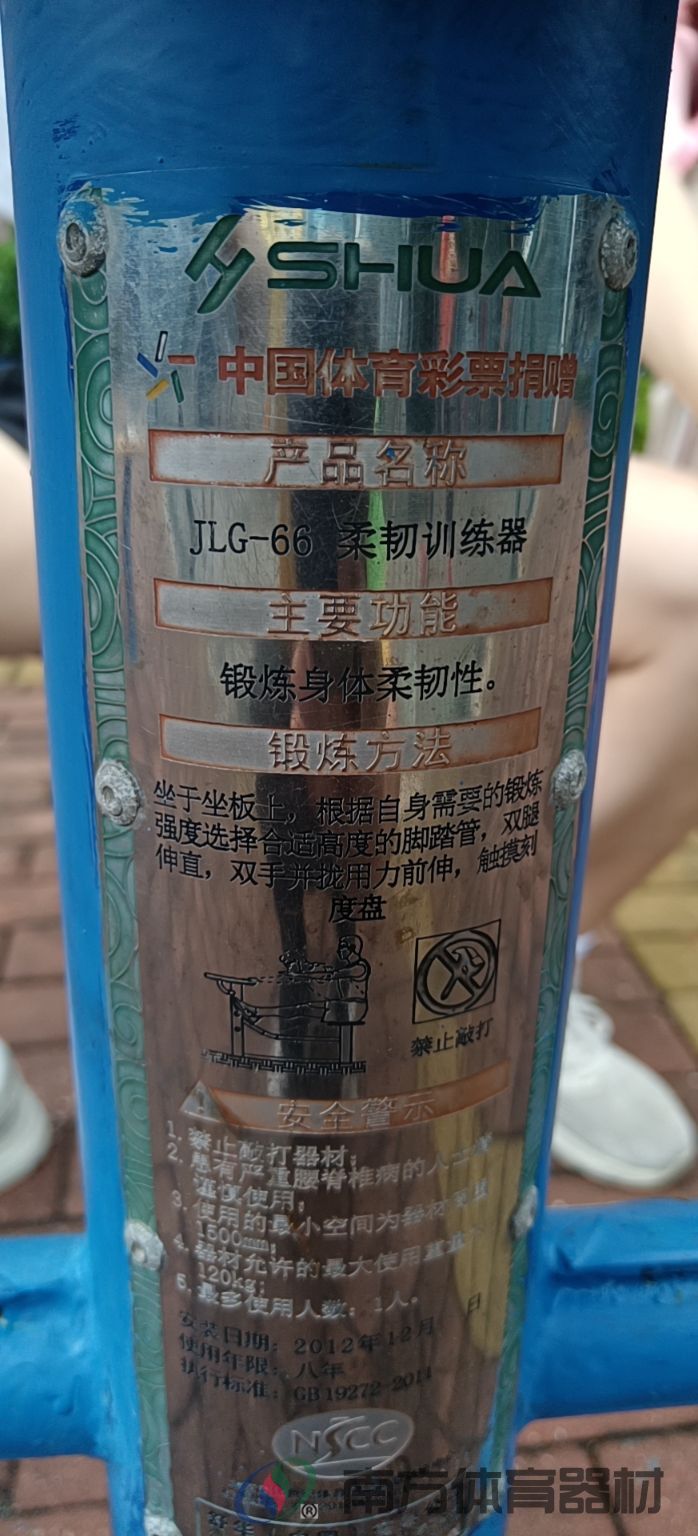 SHUA
中国体育彩票捐赠
产品名称
JLG-66 柔韧训练器
主要功能
锻炼身体柔韧性。
锻炼方法
坐于坐板上，根据自身需要的锻炼
强度选择合适高度的脚踏管，双腿
伸直，双手并拢用力前伸，触摸刻
度盘
禁止敲打
安全警示
1. 禁止敲打器材；
2. 患有严重腰脊椎病的人士
谨慎使用；
3. 使用的最小空间为器材
1500mm；
4. 器材允许的最大使用重量
120kg；
5. 最多使用人数：1人。
安装日期：2012年12月 日
使用年限：八年
执行标准：GB19272-2011
NSCC
南方体育器材
®